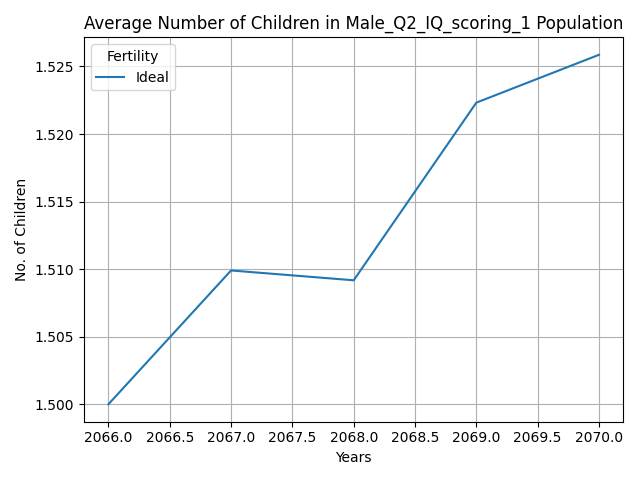 Average Number of Children in Male_Q2_IQ_scoring_1 Population
Fertility
Ideal
1.525
1.520
1.515
1.510
1.505
1.500
No. of Children
2066.0 2066.5 2067.0 2067.5 2068.0 2068.5 2069.0 2069.5 2070.0
Years